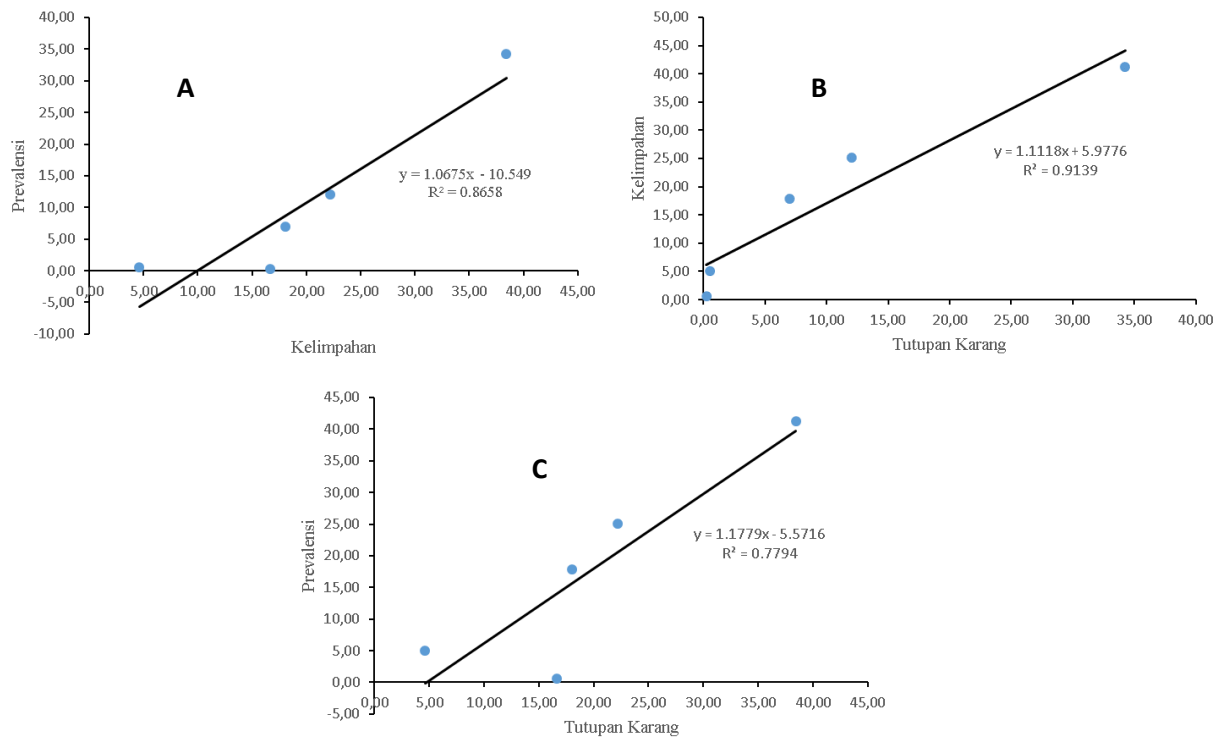 40,00
35,00
30,00
25,00
20,00
15,00
10,00
5,00
0,00
-5,00
-10,00
Prevalensi
A
y = 1.0675x - 10.549
R² = 0.8658
0,00 5,00 10,00 15,00 20,00 25,00 30,00 35,00 40,00 45,00
Kelimpahan
50,00
45,00
40,00
35,00
30,00
25,00
20,00
15,00
10,00
5,00
0,00
Kelimpahan
B
y = 1.1118x + 5.9776
R² = 0.9139
0,00 5,00 10,00 15,00 20,00 25,00 30,00 35,00 40,00
Tutupan Karang
45,00
40,00
35,00
30,00
25,00
20,00
15,00
10,00
5,00
0,00
-5,00
Prevalensi
C
y = 1.1779x - 5.5716
R² = 0.7794
0,00 5,00 10,00 15,00 20,00 25,00 30,00 35,00 40,00 45,00
Tutupan Karang